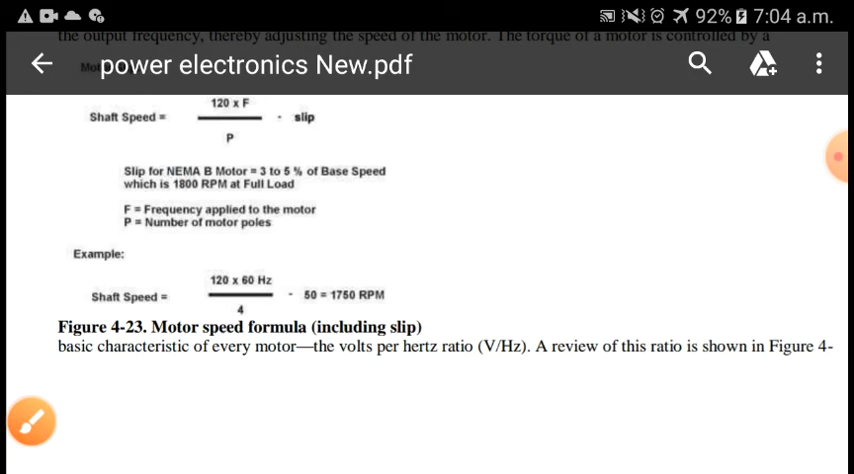 92% 7:04 a.m.
the output frequency, thereby adjusting the speed of the motor. The torque of a motor is controlled by a
power electronics New.pdf
120 x F
Shaft Speed = - slip
P
Slip for NEMA B Motor = 3 to 5 % of Base Speed
which is 1800 RPM at Full Load
F = Frequency applied to the motor
P = Number of motor poles
Example:
120 x 60 Hz
Shaft Speed = - 50 = 1750 RPM
4
Figure 4-23. Motor speed formula (including slip)
basic characteristic of every motor—the volts per hertz ratio (V/Hz). A review of this ratio is shown in Figure 4-